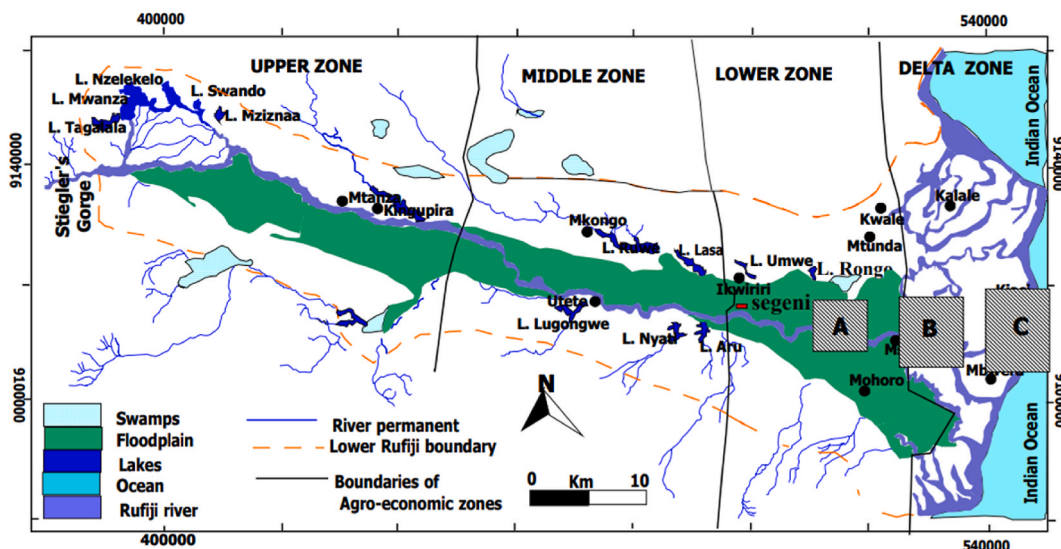 400000
540000
UPPER ZONE
MIDDLE ZONE
LOWER ZONE
DELTA ZONE
L. Nzelekelo
L. Mwanza
L. Swando
L. Mziznaa
L. Tagalala
Indian Ocean
9140000
9140000
Stiegler's
Gorge
Mtanza
Kingupira
Mkongo
L. Ruwe
L. Lasa
L. Umwe
L. Rongo
Kwale
Kalale
Mtunda
Ikwiriri
segeni
Utete
L. Lugongwe
L. Nyati
L. Aru
A
B
C
Mohoro
N
9100000
9100000
Swamps
Floodplain
Lakes
Ocean
Rufiji river
River permanent
Lower Rufiji boundary
Boundaries of
Agro-economic zones
0 Km 10
Indian Ocean
400000
540000